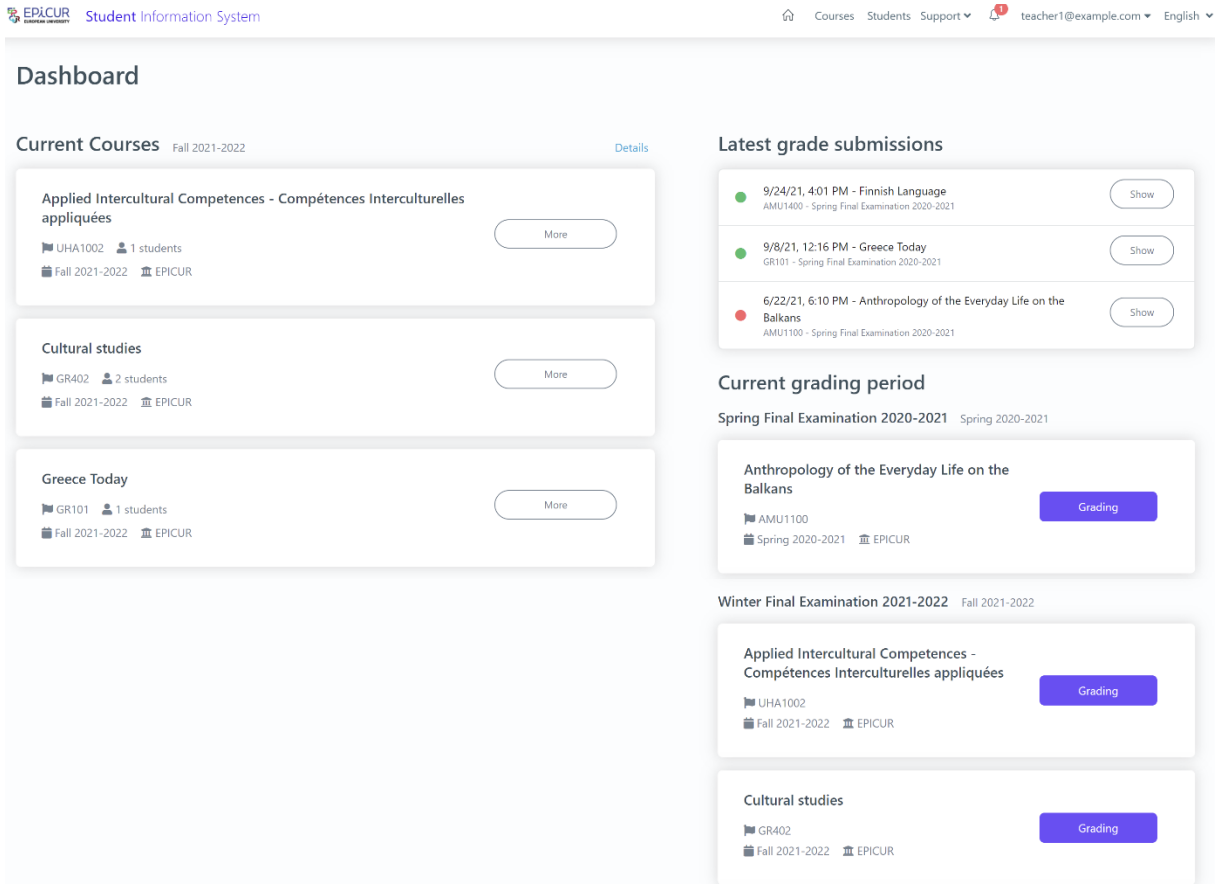 EPICUR
EUROPEAN UNIVERSITY
Student Information System
Courses Students Support 1 teacher1@example.com English
Dashboard
Current Courses Fall 2021-2022 Details
Applied Intercultural Competences - Compétences Interculturelles
appliquées
UHA1002 1 students
Fall 2021-2022 EPICUR
More
Cultural studies
GR402 2 students
Fall 2021-2022 EPICUR
More
Greece Today
GR101 1 students
Fall 2021-2022 EPICUR
More
Latest grade submissions
9/24/21, 4:01 PM - Finnish Language
AMU1400 - Spring Final Examination 2020-2021
Show
9/8/21, 12:16 PM - Greece Today
GR101 - Spring Final Examination 2020-2021
Show
6/22/21, 6:10 PM - Anthropology of the Everyday Life on the
Balkans
AMU1100 - Spring Final Examination 2020-2021
Show
Current grading period
Spring Final Examination 2020-2021 Spring 2020-2021
Anthropology of the Everyday Life on the
Balkans
AMU1100
Spring 2020-2021 EPICUR
Grading
Winter Final Examination 2021-2022 Fall 2021-2022
Applied Intercultural Competences -
Compétences Interculturelles appliquées
UHA1002
Fall 2021-2022 EPICUR
Grading
Cultural studies
GR402
Fall 2021-2022 EPICUR
Grading